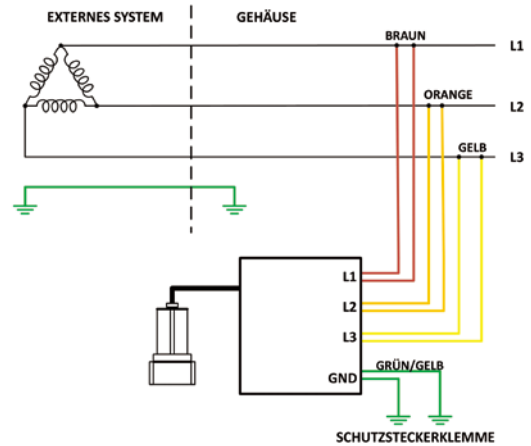 EXTERNES SYSTEM
GEHÄUSE
BRAUN
L1
ORANGE
L2
GELB
L3
L1
L2
L3
GRÜN/GELB
GND
SCHUTZSTECKERKLEMME